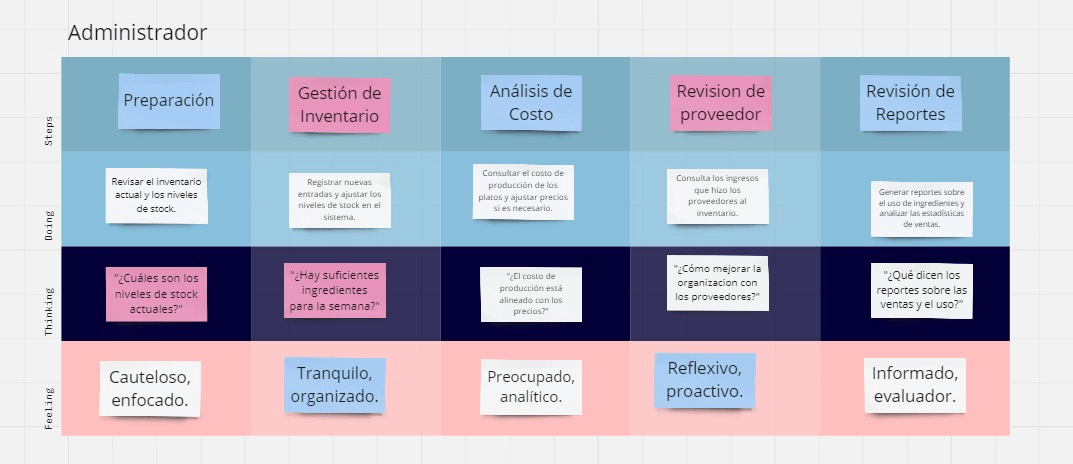 Administrador
Steps
Preparación
Gestión de
Inventario
Análisis de
Costo
Revision de
proveedor
Revisión de
Reportes
Doing
Revisar el inventario
actual y los niveles
de stock.
Registrar nuevas
entradas y ajustar los
niveles de stock en el
sistema.
Consultar el costo de
producción de los
platos y ajustar precios
si es necesario.
Consulta los ingresos
que hizo los
proveedores al
inventario.
Generar reportes sobre
el uso de ingredientes y
analizar las estadísticas
de ventas.
Thinking
"¿Cuáles son los
niveles de stock
actuales?"
"¿Hay suficientes
ingredientes
para la semana?"
"¿El costo de
producción está
alineado con los
precios?"
"¿Cómo mejorar la
organizacion con
los proveedores?"
"¿Qué dicen los
reportes sobre las
ventas y el uso?"
Feeling
Cauteloso,
enfocado.
Tranquilo,
organizado.
Preocupado,
analítico.
Reflexivo,
proactivo.
Informado,
evaluador.